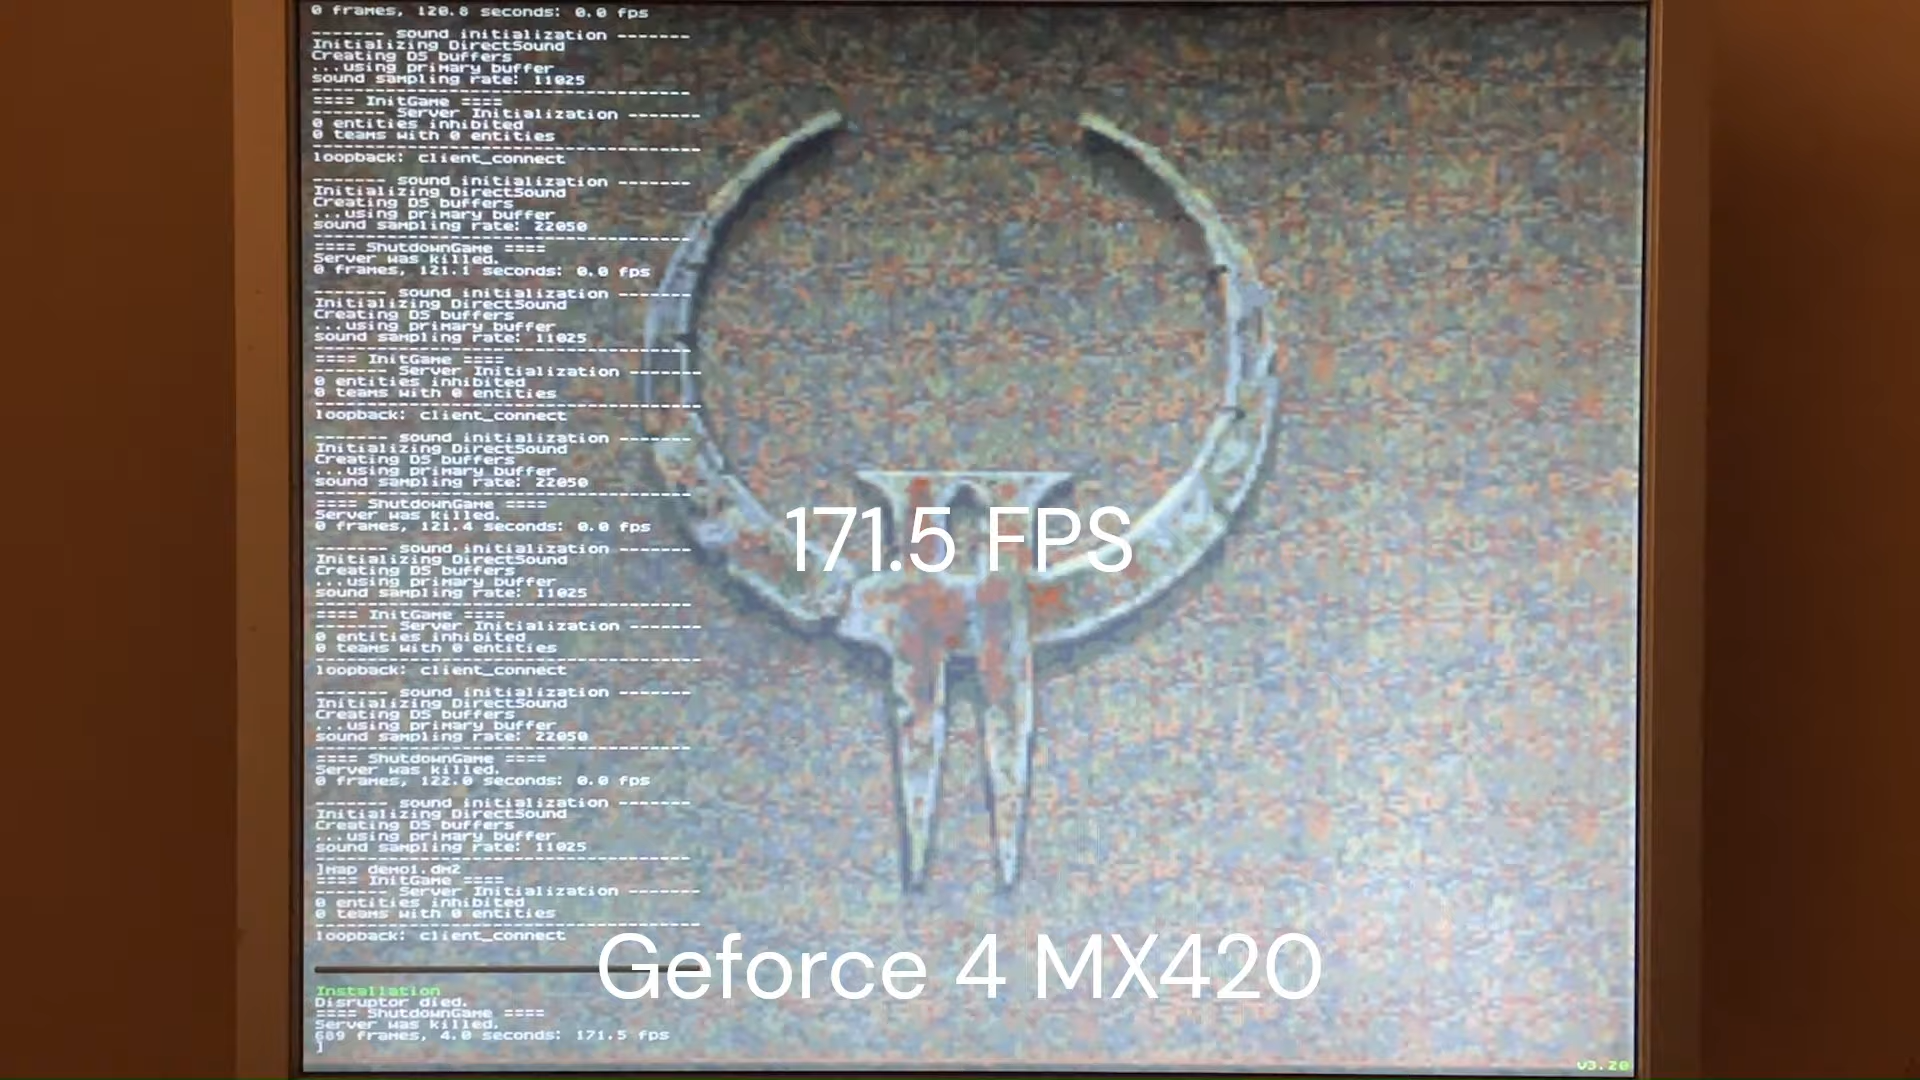 0 frames, 120.8 seconds: 0.0 fps
------- sound initialization -------
Initializing DirectSound
Creating DS buffers
...using primary buffer
sound sampling rate: 11025
------------------------------------
==== InitGame ====
------- Server Initialization -------
0 entities inhibited
0 teams with 0 entities
-------------------------------------
loopback: client_connect
------- sound initialization -------
Initializing DirectSound
Creating DS buffers
...using primary buffer
sound sampling rate: 22050
------------------------------------
==== ShutdownGame ====
Server was killed.
0 frames, 121.1 seconds: 0.0 fps
------- sound initialization -------
Initializing DirectSound
Creating DS buffers
...using primary buffer
sound sampling rate: 11025
------------------------------------
==== InitGame ====
------- Server Initialization -------
0 entities inhibited
0 teams with 0 entities
-------------------------------------
loopback: client_connect
------- sound initialization -------
Initializing DirectSound
Creating DS buffers
...using primary buffer
sound sampling rate: 22050
------------------------------------
==== ShutdownGame ====
Server was killed.
0 frames, 121.4 seconds: 0.0 fps
------- sound initialization -------
Initializing DirectSound
Creating DS buffers
...using primary buffer
sound sampling rate: 11025
------------------------------------
==== InitGame ====
------- Server Initialization -------
0 entities inhibited
0 teams with 0 entities
-------------------------------------
loopback: client_connect
------- sound initialization -------
Initializing DirectSound
Creating DS buffers
...using primary buffer
sound sampling rate: 22050
------------------------------------
==== ShutdownGame ====
Server was killed.
0 frames, 122.0 seconds: 0.0 fps
------- sound initialization -------
Initializing DirectSound
Creating DS buffers
...using primary buffer
sound sampling rate: 11025
------------------------------------
]map demo1.dm2
==== InitGame ====
------- Server Initialization -------
0 entities inhibited
0 teams with 0 entities
-------------------------------------
loopback: client_connect
Installation
Disruptor died.
==== ShutdownGame ====
Server was killed.
689 frames, 4.0 seconds: 171.5 fps
]
v3.20
171.5 FPS
Geforce 4 MX420